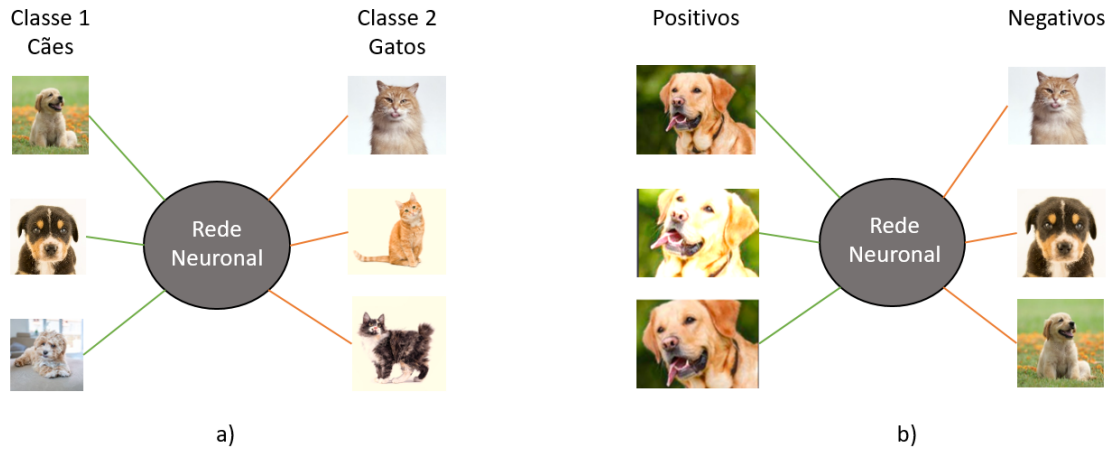 Classe 1
Cães
Classe 2
Gatos
Rede
Neuronal
a)
Positivos
Negativos
Rede
Neuronal
b)